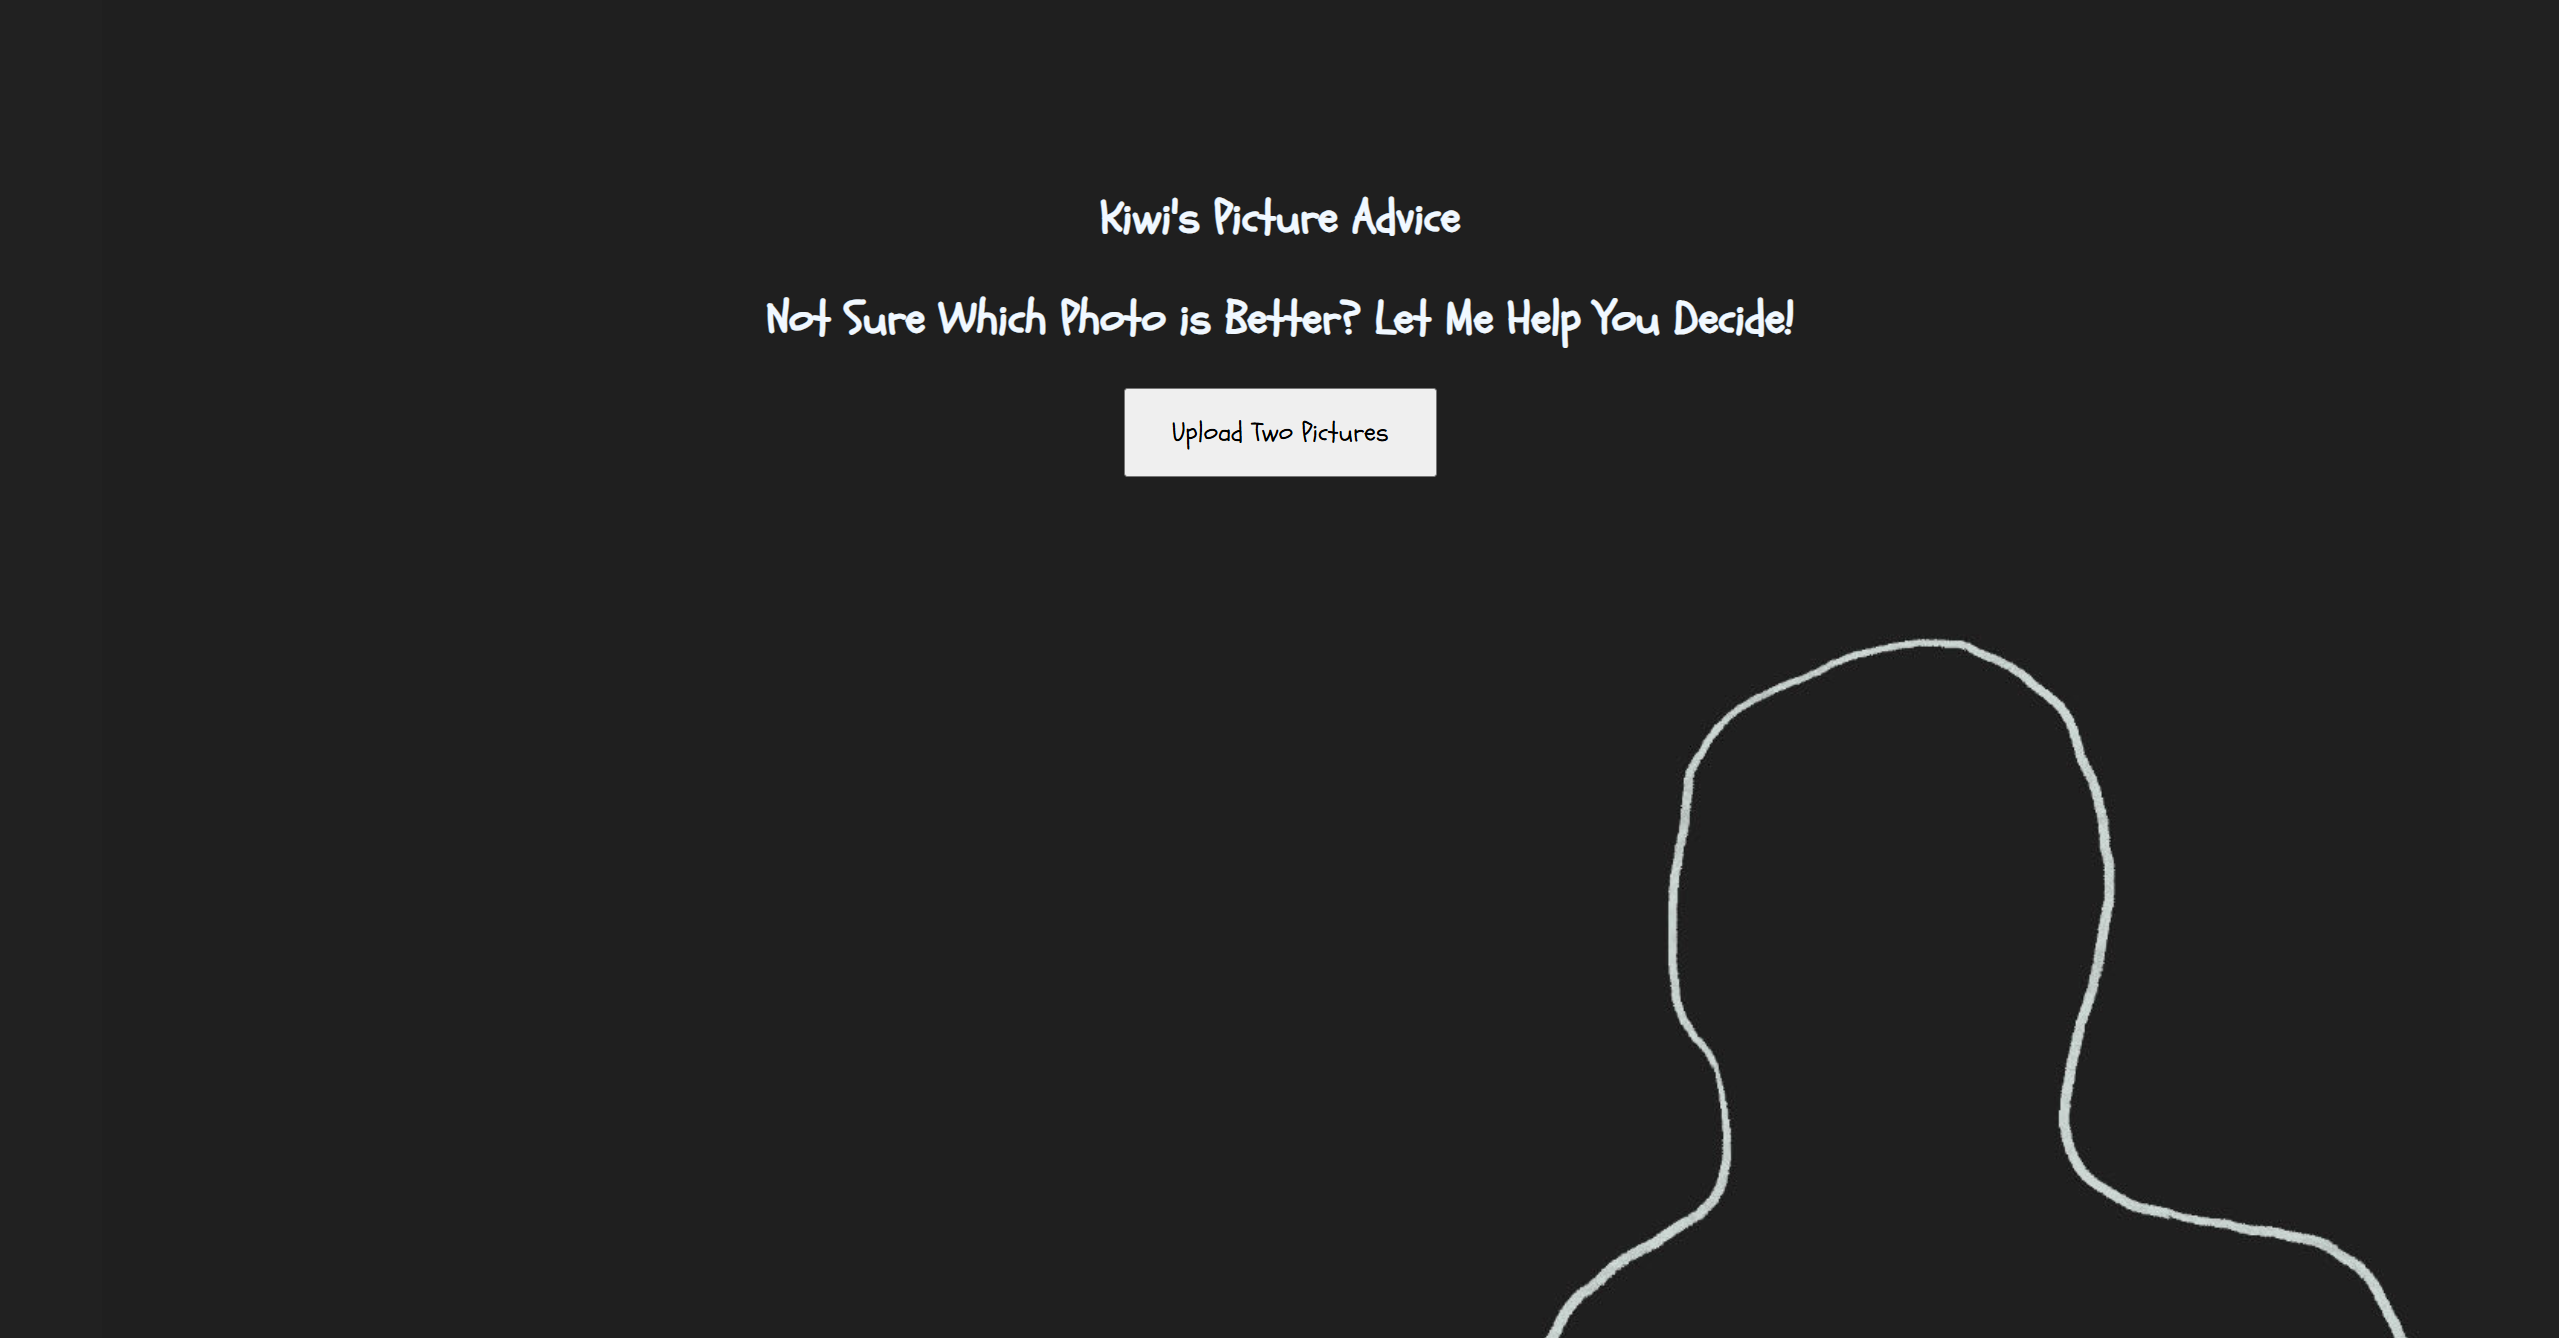 Kiwi's Picture Advice
Not Sure Which Photo is Better? Let Me Help You Decide!
Upload Two Pictures